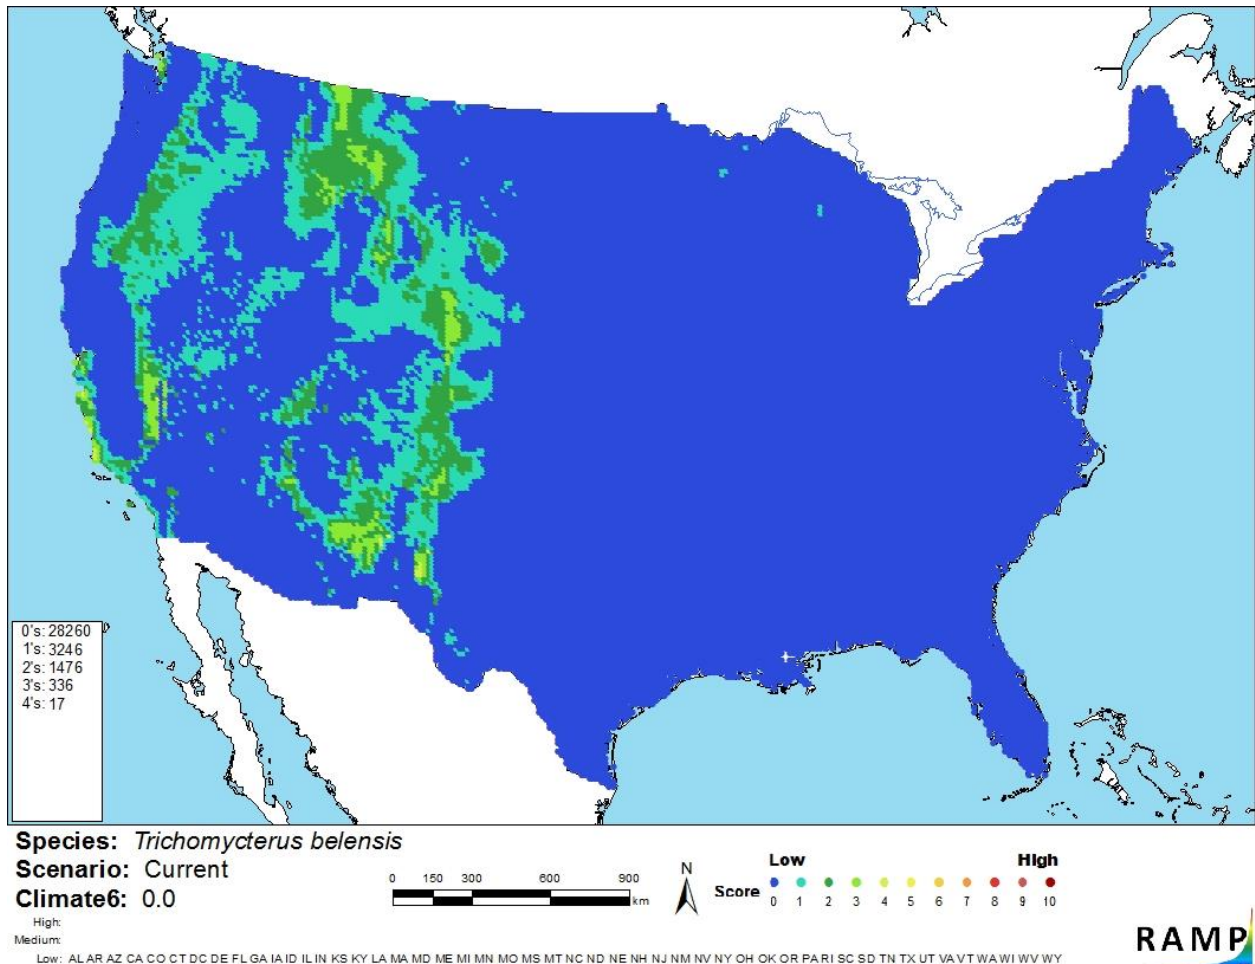 0's: 28260
1's: 3246
2's: 1476
3's: 336
4's: 17
Species: Trichomycterus belensis
Scenario: Current
Climate6: 0.0
High:
Medium:
Low: AL AR AZ CA CO CT DC DE FL GA IA ID IL IN KS KY LA MA MD ME MI MN MO MS MT NC ND NE NH NJ NM NV NY OH OK OR PA RI SC SD TN TX UT VA VT WA WI WV WY
0 150 300 600 900
km
N
Low High
Score
0 1 2 3 4 5 6 7 8 9 10
RAMP